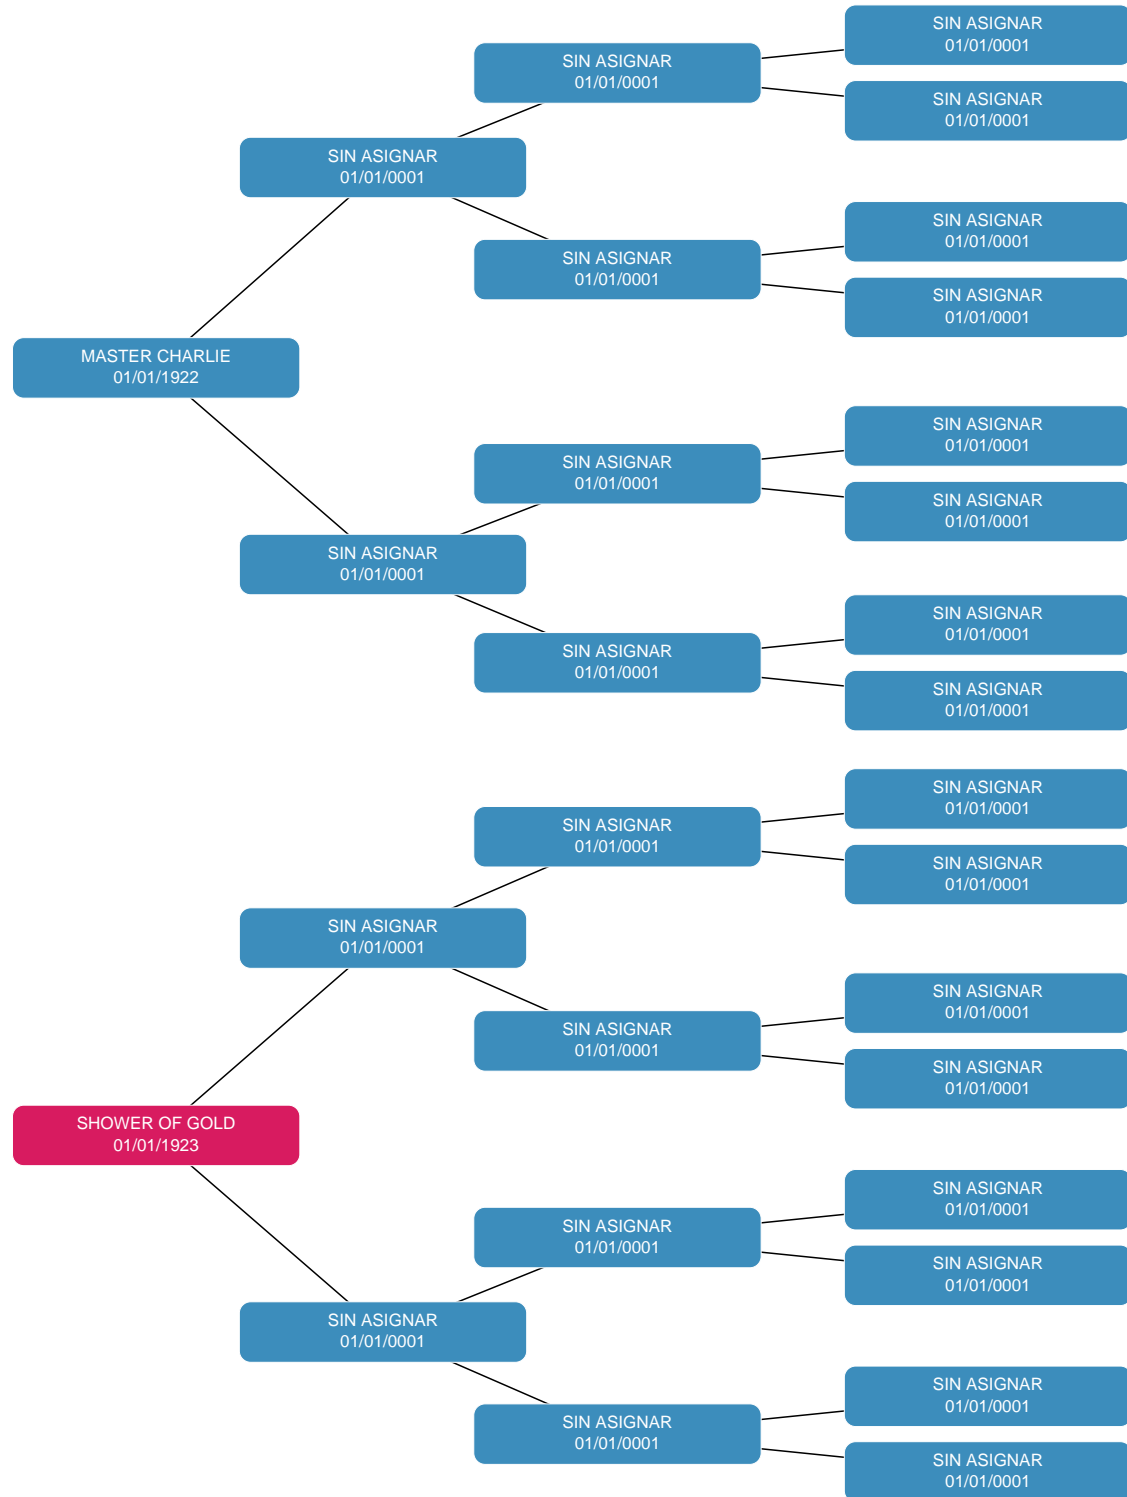 SIN ASIGNAR
01/01/0001
SIN ASIGNAR
01/01/0001
SIN ASIGNAR
01/01/0001
SIN ASIGNAR
01/01/0001
SIN ASIGNAR
01/01/0001
SIN ASIGNAR
01/01/0001
SIN ASIGNAR
01/01/0001
MASTER CHARLIE
01/01/1922
SIN ASIGNAR
01/01/0001
SIN ASIGNAR
01/01/0001
SIN ASIGNAR
01/01/0001
SIN ASIGNAR
01/01/0001
SIN ASIGNAR
01/01/0001
SIN ASIGNAR
01/01/0001
SIN ASIGNAR
01/01/0001
SIN ASIGNAR
01/01/0001
SIN ASIGNAR
01/01/0001
SIN ASIGNAR
01/01/0001
SIN ASIGNAR
01/01/0001
SIN ASIGNAR
01/01/0001
SIN ASIGNAR
01/01/0001
SIN ASIGNAR
01/01/0001
SHOWER OF GOLD
01/01/1923
SIN ASIGNAR
01/01/0001
SIN ASIGNAR
01/01/0001
SIN ASIGNAR
01/01/0001
SIN ASIGNAR
01/01/0001
SIN ASIGNAR
01/01/0001
SIN ASIGNAR
01/01/0001
SIN ASIGNAR
01/01/0001